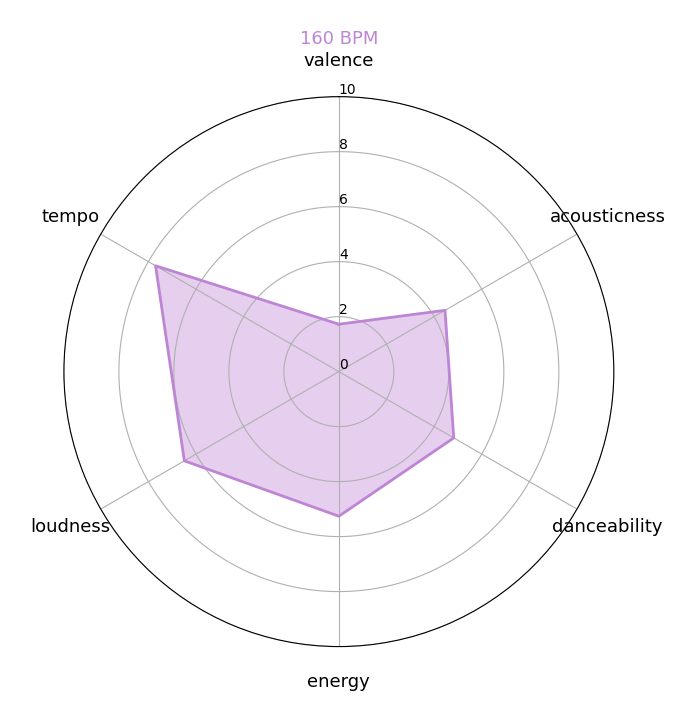 160 BPM
valence
10
8
tempo
6
acousticness
4
2
0
loudness
danceability
energy